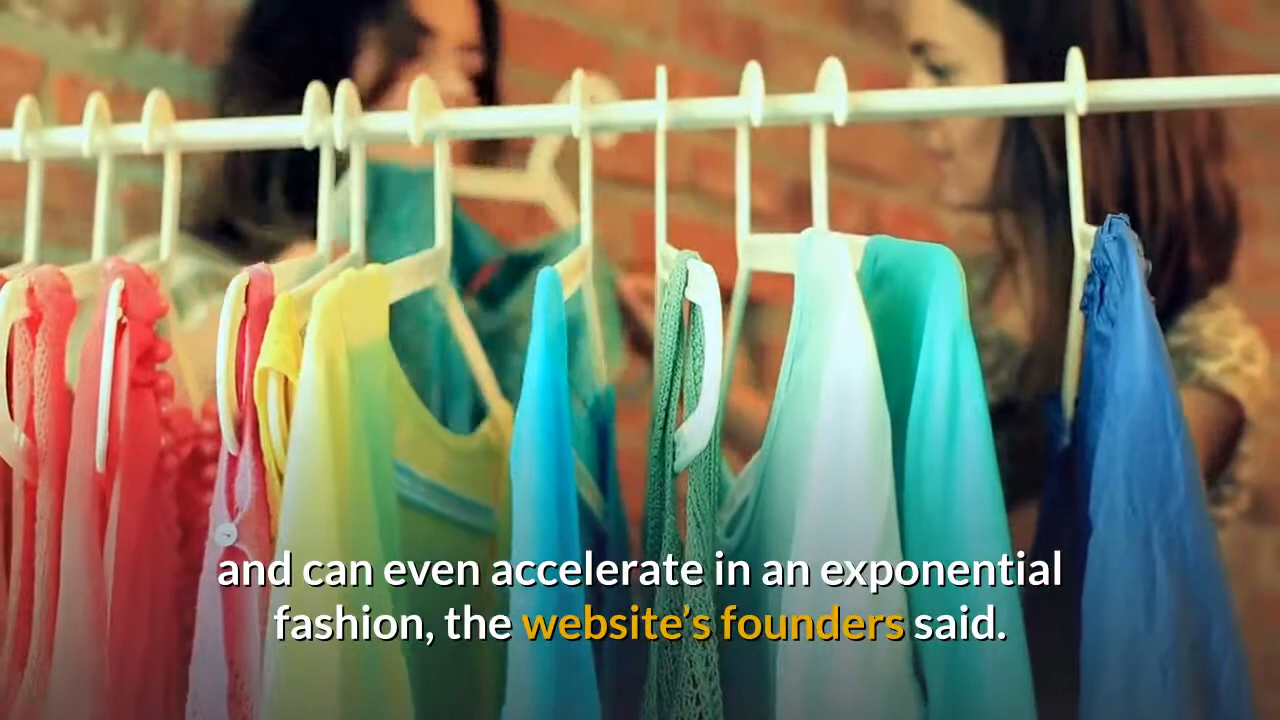 and can even accelerate in an exponential
fashion, the website’s founders said.